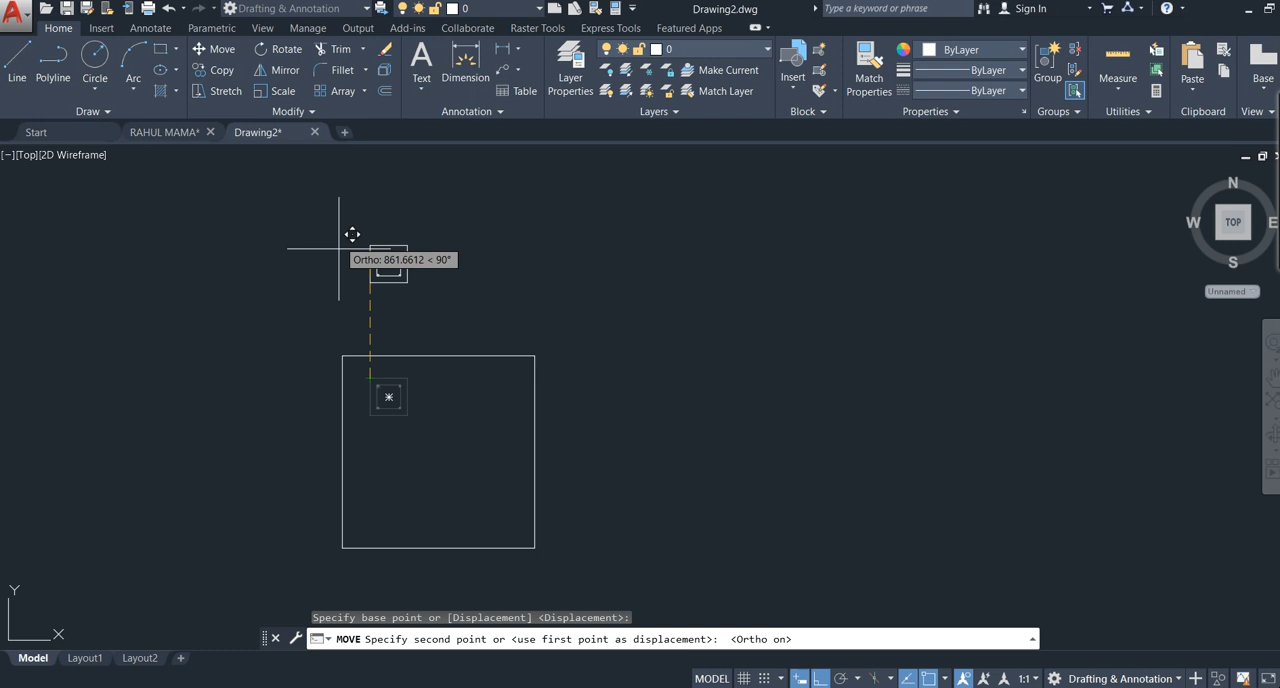 Drafting & Annotation 0 Drawing2.dwg Type a keyword or phrase Sign In ?
Home Insert Annotate Parametric View Manage Output Add-ins Collaborate Raster Tools Express Tools Featured Apps
Move Rotate Trim 0 ByLayer
Line Polyline Circle Arc Copy Mirror Fillet Text Dimension Layer Properties Make Current Insert Match Properties ByLayer Group Measure Paste Base
Stretch Scale Array Table Match Layer ByLayer
Draw Modify Annotation Layers Block Properties Groups Utilities Clipboard View
Start RAHUL MAMA* Drawing2* +
[−][Top][2D Wireframe]
N
W TOP E
S
Unnamed
Ortho: 861.6612 < 90°
Y
X
Specify base point or [Displacement] <Displacement>:
MOVE Specify second point or <use first point as displacement>: <Ortho on>
Model Layout1 Layout2 +
MODEL 1:1 Drafting & Annotation